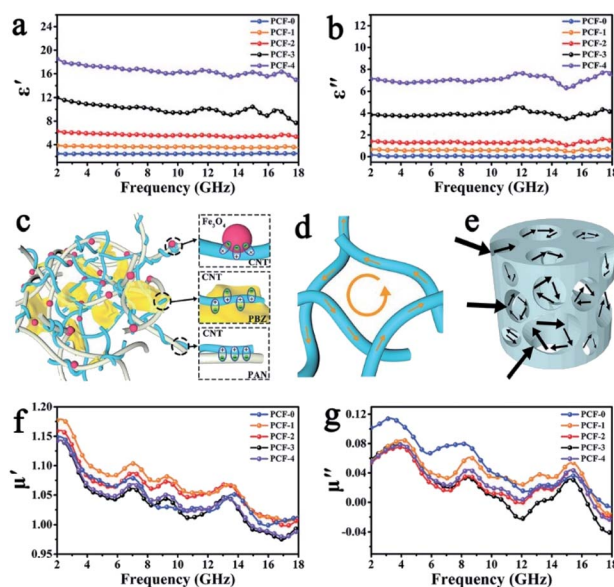 a
ε′
28
24
20
16
12
8
4
0
PCF-0
PCF-1
PCF-2
PCF-3
PCF-4
2 4 6 8 10 12 14 16 18
Frequency (GHz)
b
ε″
12
10
8
6
4
2
0
PCF-0
PCF-1
PCF-2
PCF-3
PCF-4
2 4 6 8 10 12 14 16 18
Frequency (GHz)
c
Fe₃O₄
CNT
CNT
PBZ
CNT
PAN
d
e
f
μ′
1.20
1.15
1.10
1.05
1.00
0.95
PCF-0
PCF-1
PCF-2
PCF-3
PCF-4
2 4 6 8 10 12 14 16 18
Frequency (GHz)
g
μ″
0.12
0.08
0.04
0.00
-0.04
PCF-0
PCF-1
PCF-2
PCF-3
PCF-4
2 4 6 8 10 12 14 16 18
Frequency (GHz)